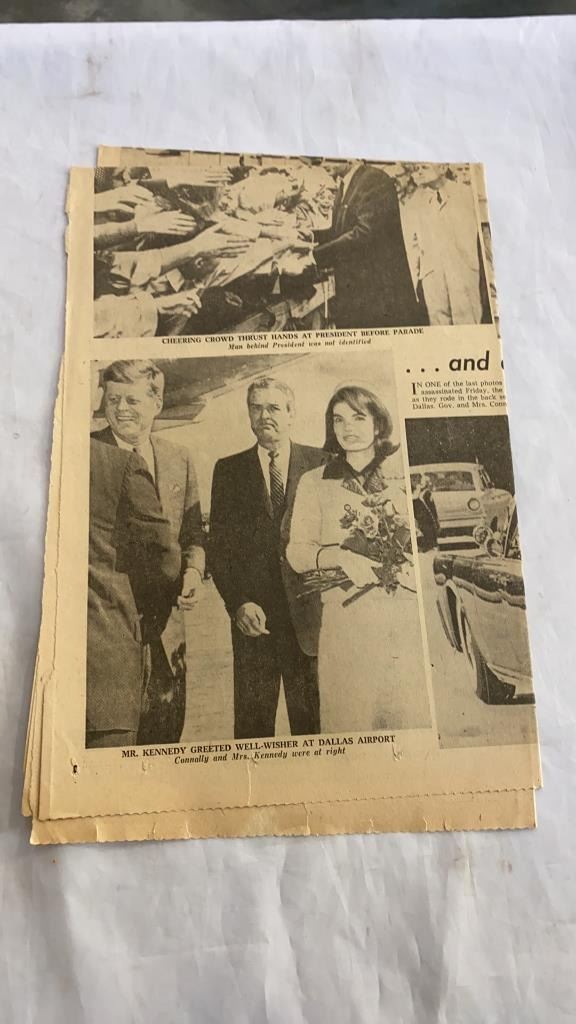 CHEERING CROWD THRUST HANDS AT PRESIDENT BEFORE PARADE
Man behind President was not identified
. . . and
IN ONE of the last photos
assassinated Friday, the
as they rode in the back se
Dallas. Gov. and Mrs. Conn
MR. KENNEDY GREETED WELL-WISHER AT DALLAS AIRPORT
Connally and Mrs. Kennedy were at right